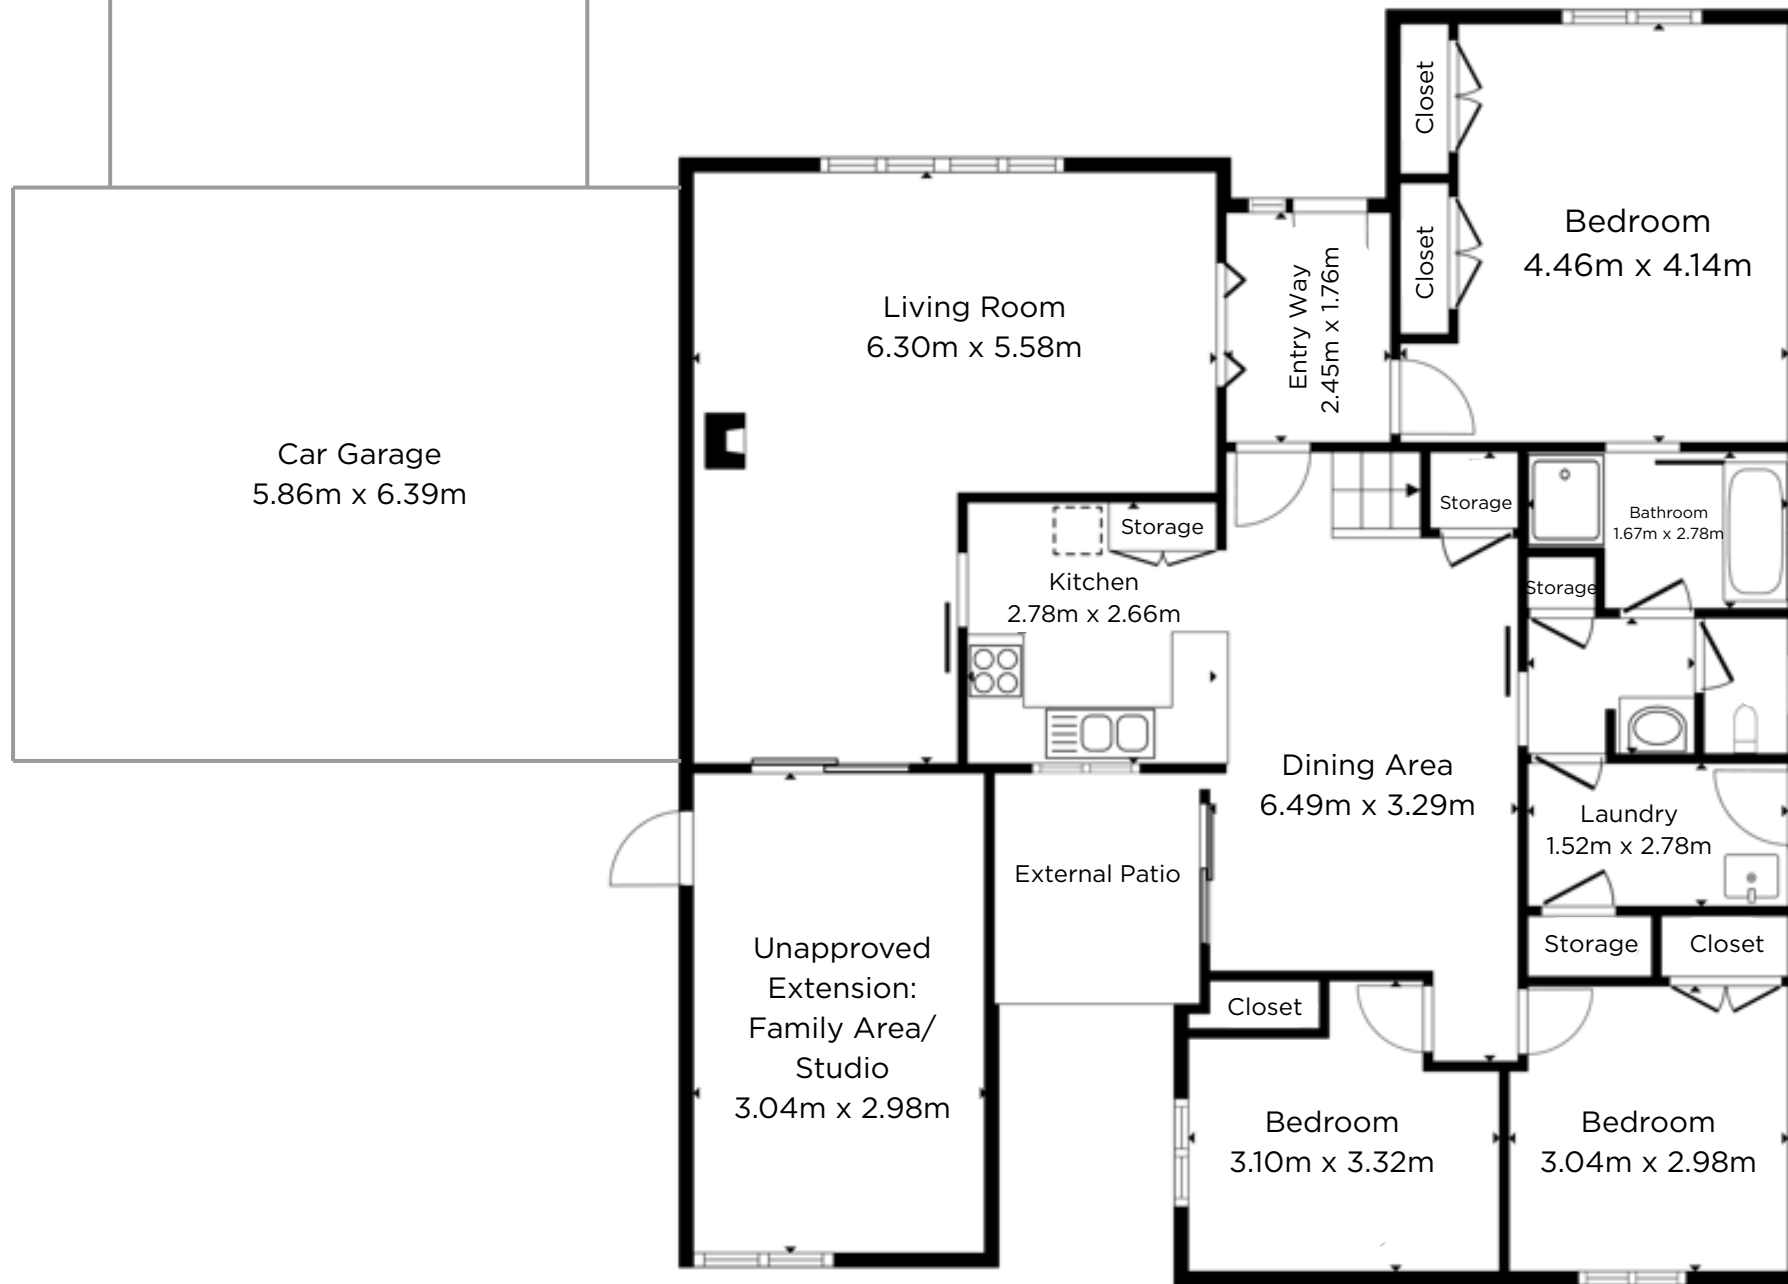 Closet
Closet
Bedroom
4.46m x 4.14m
Living Room
6.30m x 5.58m
Entry Way
2.45m x 1.76m
Car Garage
5.86m x 6.39m
Storage
Storage
Bathroom
1.67m x 2.78m
Kitchen
2.78m x 2.66m
Storage
Dining Area
6.49m x 3.29m
Laundry
1.52m x 2.78m
External Patio
Unapproved
Extension:
Family Area/
Studio
3.04m x 2.98m
Storage
Closet
Closet
Bedroom
3.10m x 3.32m
Bedroom
3.04m x 2.98m